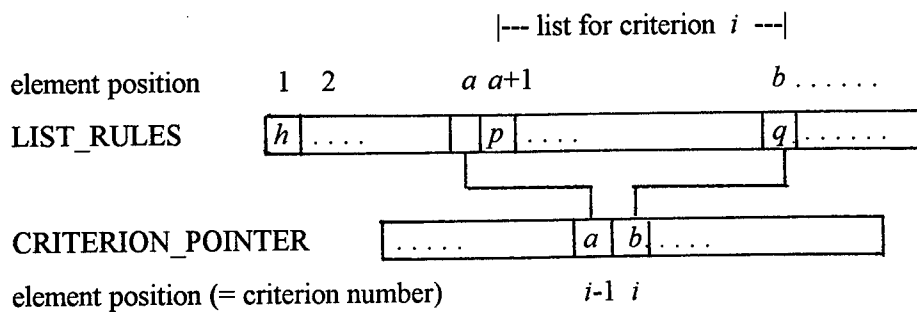 |--- list for criterion i ---|
element position 1 2 a a+1 b . . . . . .
LIST_RULES h . . . . p . . . . q . . . . . .
CRITERION_POINTER . . . . . a b . . . .
element position (= criterion number) i-1 i